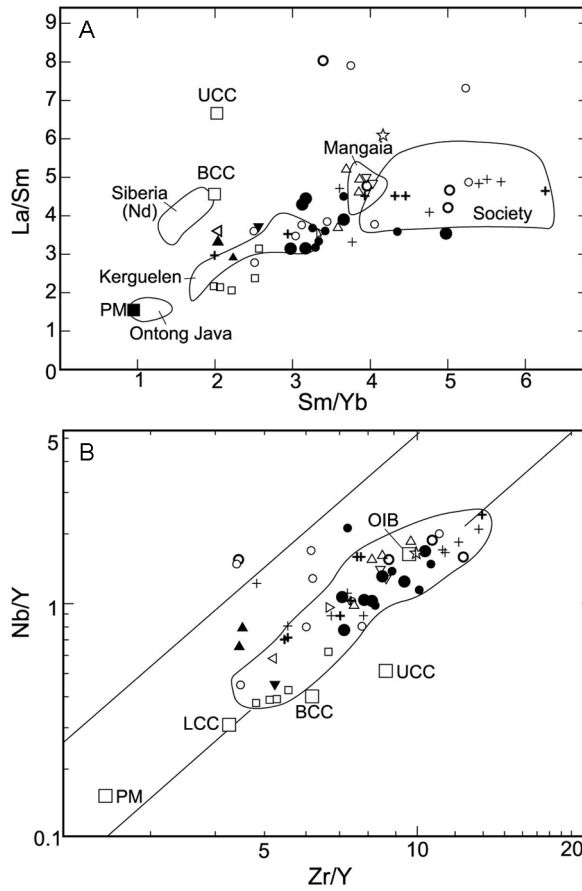 A
9
8
7
6
5
4
3
2
1
0
La/Sm
UCC
BCC
Mangaia
Siberia
(Nd)
Society
Kerguelen
PM
Ontong Java
1 2 3 4 5 6
Sm/Yb
B
5
1
0.1
Nb/Y
OIB
UCC
BCC
LCC
PM
5 10 20
Zr/Y